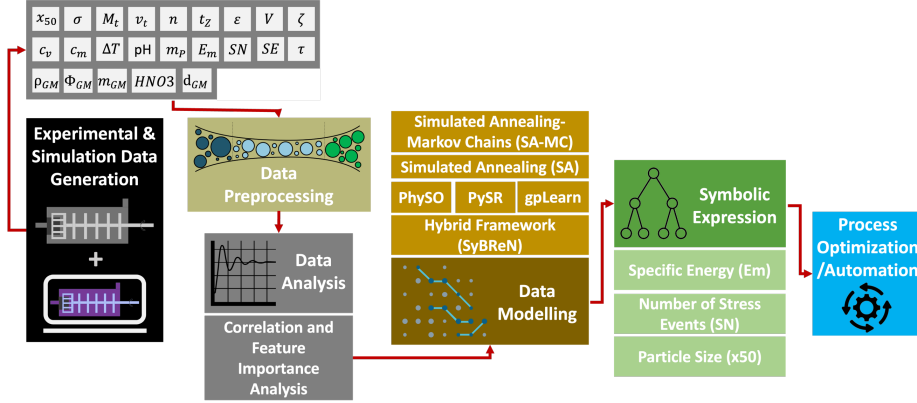 x50 σ Mt vt n tZ ε V ζ
cv cm ΔT pH mP Em SN SE τ
ρGM ΦGM mGM HNO3 dGM
Experimental &
Simulation Data
Generation
+
Data
Preprocessing
Data
Analysis
Correlation and
Feature
Importance
Analysis
Simulated Annealing-
Markov Chains (SA-MC)
Simulated Annealing (SA)
PhySO PySR gpLearn
Hybrid Framework
(SyBReN)
Data
Modelling
Symbolic
Expression
Specific Energy (Em)
Number of Stress
Events (SN)
Particle Size (x50)
Process
Optimization
/Automation